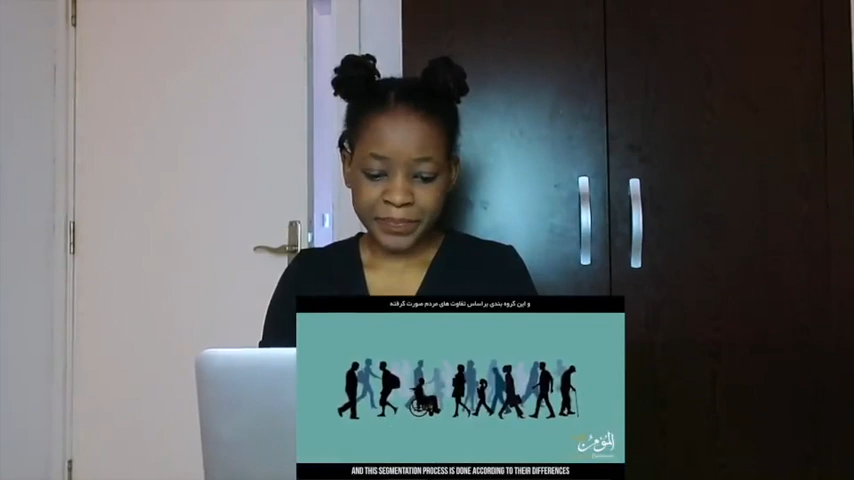 و این گروه بندی براساس تفاوت های مردم صورت گرفته
المؤمن
AND THIS SEGMENTATION PROCESS IS DONE ACCORDING TO THEIR DIFFERENCES